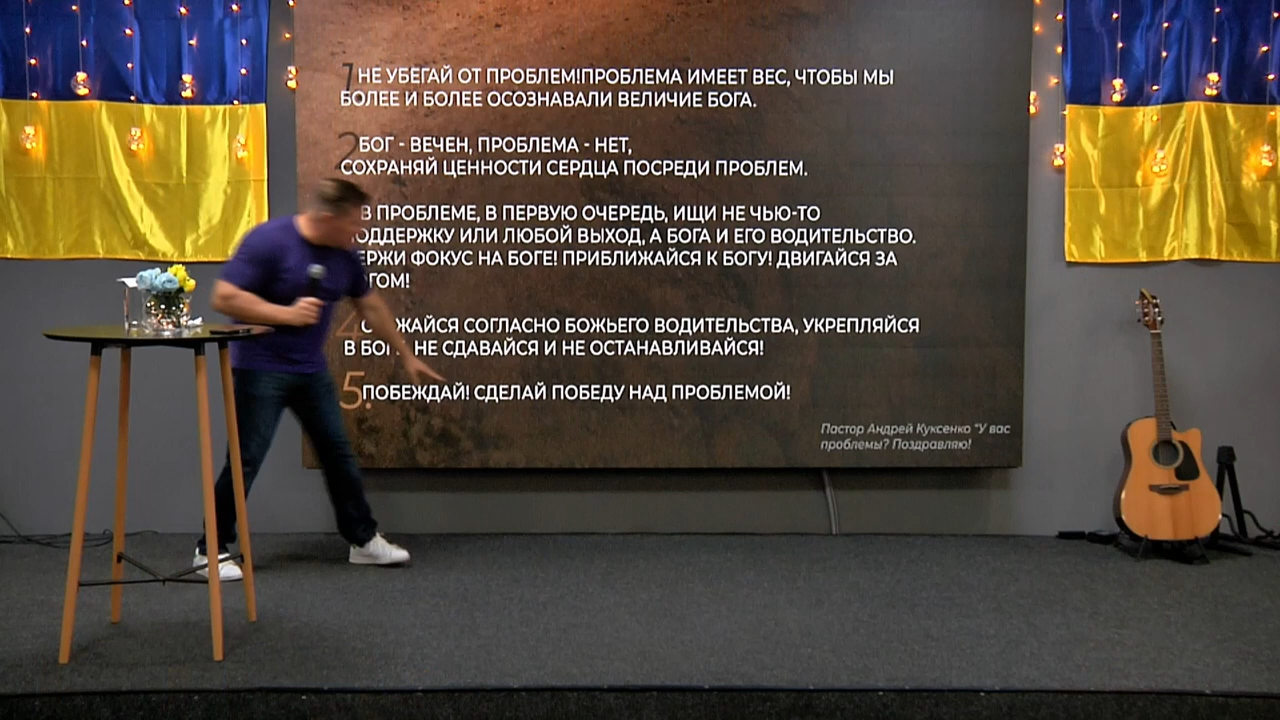 1 НЕ УБЕГАЙ ОТ ПРОБЛЕМ!ПРОБЛЕМА ИМЕЕТ ВЕС, ЧТОБЫ МЫ
БОЛЕЕ И БОЛЕЕ ОСОЗНАВАЛИ ВЕЛИЧИЕ БОГА.
2 БОГ - ВЕЧЕН, ПРОБЛЕМА - НЕТ,
СОХРАНЯЙ ЦЕННОСТИ СЕРДЦА ПОСРЕДИ ПРОБЛЕМ.
В ПРОБЛЕМЕ, В ПЕРВУЮ ОЧЕРЕДЬ, ИЩИ НЕ ЧЬЮ-ТО
ИЛИ ЛЮБОЙ ВЫХОД, А БОГА И ЕГО ВОДИТЕЛЬСТВО.
ФОКУС НА БОГЕ! ПРИБЛИЖАЙСЯ К БОГУ! ДВИГАЙСЯ ЗА
СОГЛАСНО БОЖЬЕГО ВОДИТЕЛЬСТВА, УКРЕПЛЯЙСЯ
В НЕ СДАВАЙСЯ И НЕ ОСТАНАВЛИВАЙСЯ!
5. ПОБЕЖДАЙ! СДЕЛАЙ ПОБЕДУ НАД ПРОБЛЕМОЙ!
Пастор Андрей Куксенко "У вас
проблемы? Поздравляю!